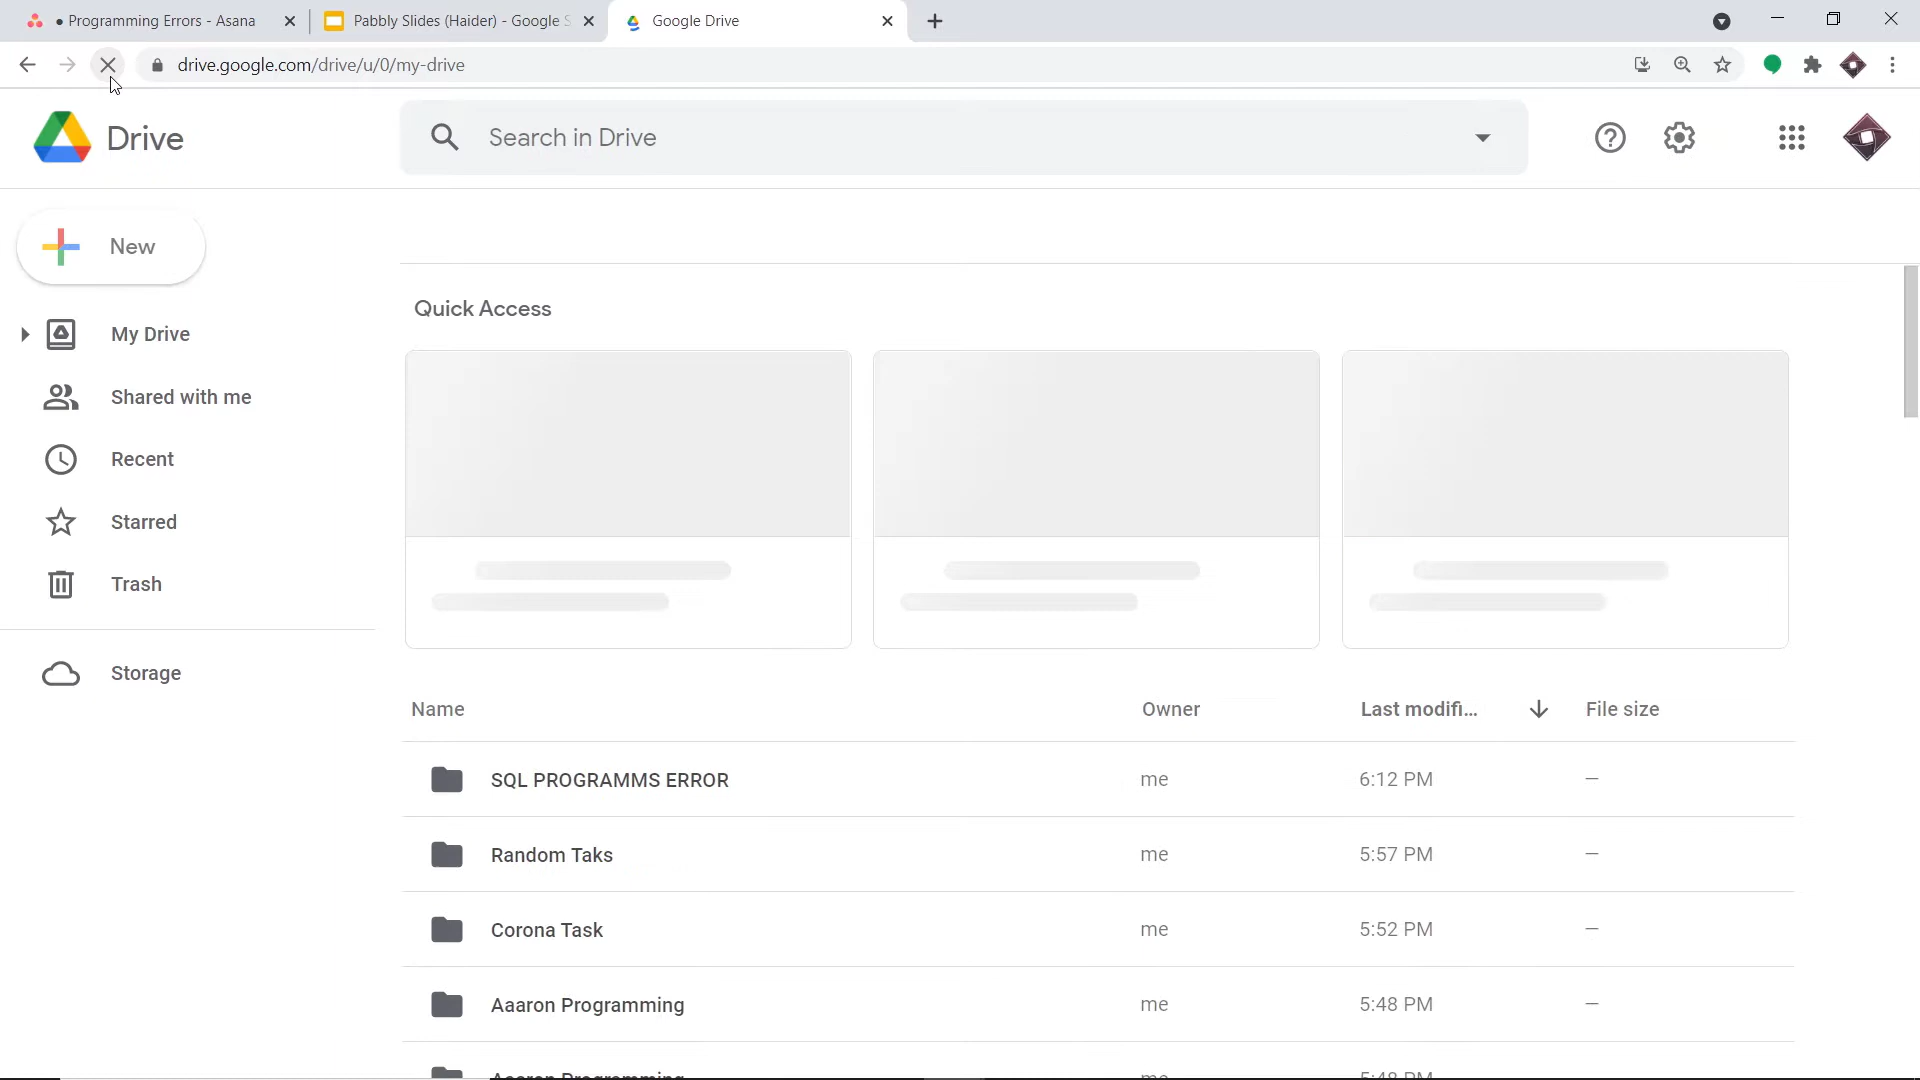 • Programming Errors - Asana
Pabbly Slides (Haider) - Google S
Google Drive
drive.google.com/drive/u/0/my-drive
Drive
Search in Drive
New
Quick Access
My Drive
Shared with me
Recent
Starred
Trash
Storage
Name Owner Last modifi... File size
SQL PROGRAMMS ERROR me 6:12 PM —
Random Taks me 5:57 PM —
Corona Task me 5:52 PM —
Aaaron Programming me 5:48 PM —